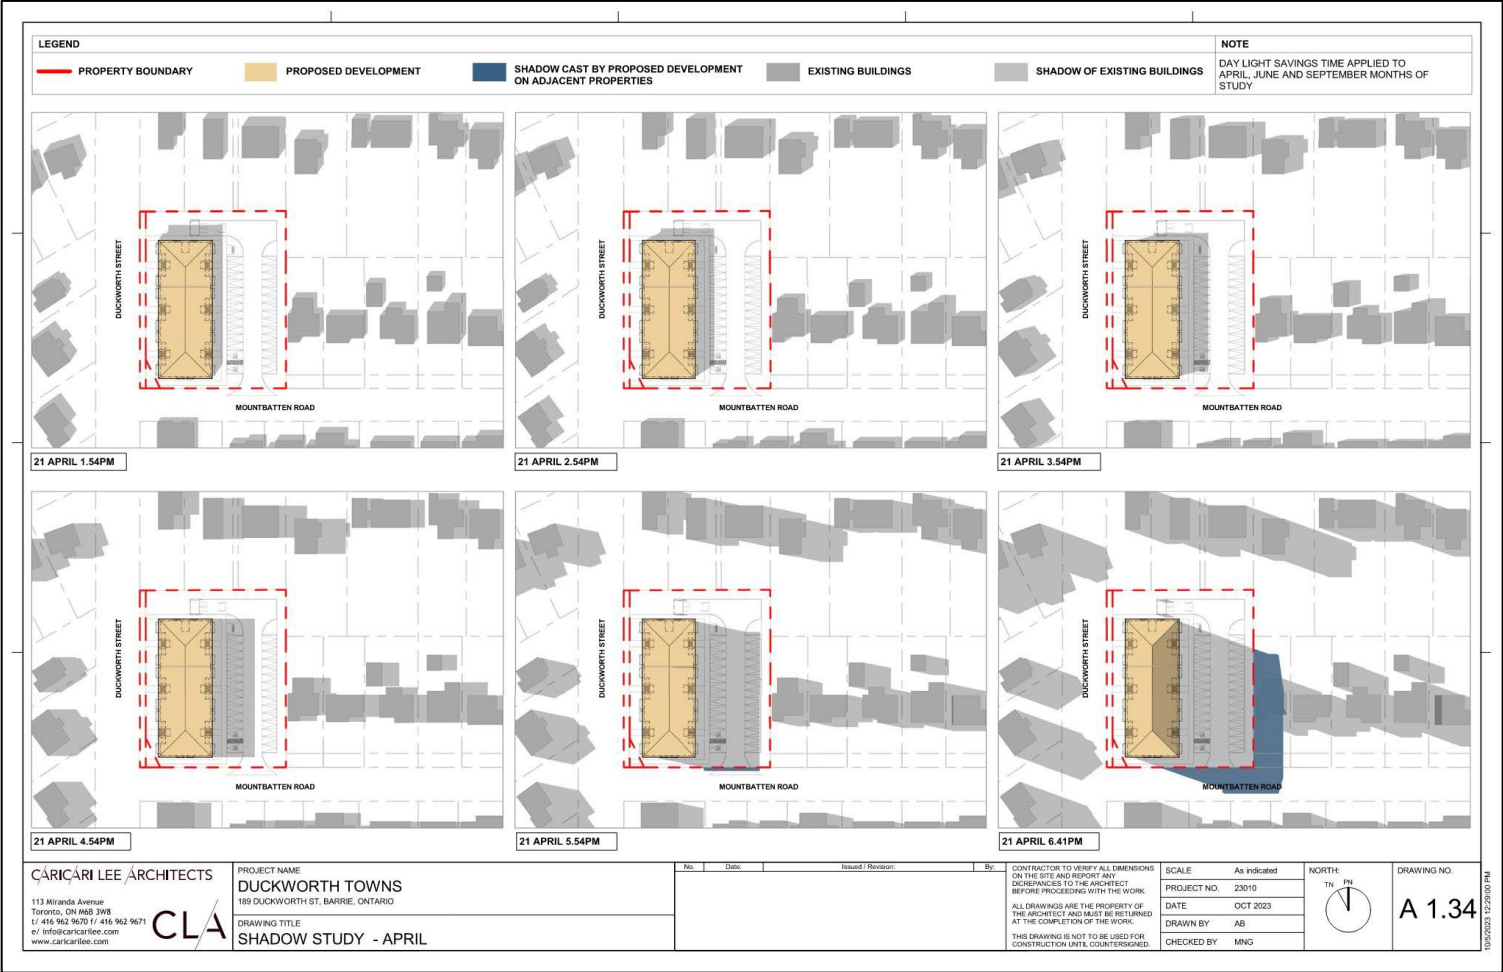 LEGEND
NOTE
PROPERTY BOUNDARY
PROPOSED DEVELOPMENT
SHADOW CAST BY PROPOSED DEVELOPMENT
ON ADJACENT PROPERTIES
EXISTING BUILDINGS
SHADOW OF EXISTING BUILDINGS
DAY LIGHT SAVINGS TIME APPLIED TO
APRIL, JUNE AND SEPTEMBER MONTHS OF
STUDY
DUCKWORTH STREET
MOUNTBATTEN ROAD
21 APRIL 1.54PM
DUCKWORTH STREET
MOUNTBATTEN ROAD
21 APRIL 2.54PM
DUCKWORTH STREET
MOUNTBATTEN ROAD
21 APRIL 3.54PM
DUCKWORTH STREET
MOUNTBATTEN ROAD
21 APRIL 4.54PM
DUCKWORTH STREET
MOUNTBATTEN ROAD
21 APRIL 5.54PM
DUCKWORTH STREET
MOUNTBATTEN ROAD
21 APRIL 6.41PM
CARICARI LEE ARCHITECTS
113 Miranda Avenue
Toronto, ON M6B 3W8
t/ 416 962 9670 f/ 416 962 9671
e/ info@caricarilee.com
www.caricarilee.com
CLA
PROJECT NAME
DUCKWORTH TOWNS
189 DUCKWORTH ST, BARRIE, ONTARIO
DRAWING TITLE
SHADOW STUDY - APRIL
No. Date: Issued / Revision: By:
CONTRACTOR TO VERIFY ALL DIMENSIONS
ON THE SITE AND REPORT ANY
DICREPANCIES TO THE ARCHITECT
BEFORE PROCEEDING WITH THE WORK.
ALL DRAWINGS ARE THE PROPERTY OF
THE ARCHITECT AND MUST BE RETURNED
AT THE COMPLETION OF THE WORK.
THIS DRAWING IS NOT TO BE USED FOR
CONSTRUCTION UNTIL COUNTERSIGNED.
SCALE As indicated
PROJECT NO. 23010
DATE OCT 2023
DRAWN BY AB
CHECKED BY MNG
NORTH:
TN PN
DRAWING NO.
A 1.34
10/5/2023 12:29:00 PM